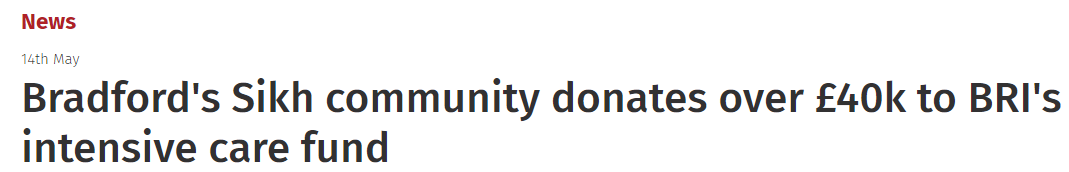 News
14th May
Bradford's Sikh community donates over £40k to BRI's
intensive care fund